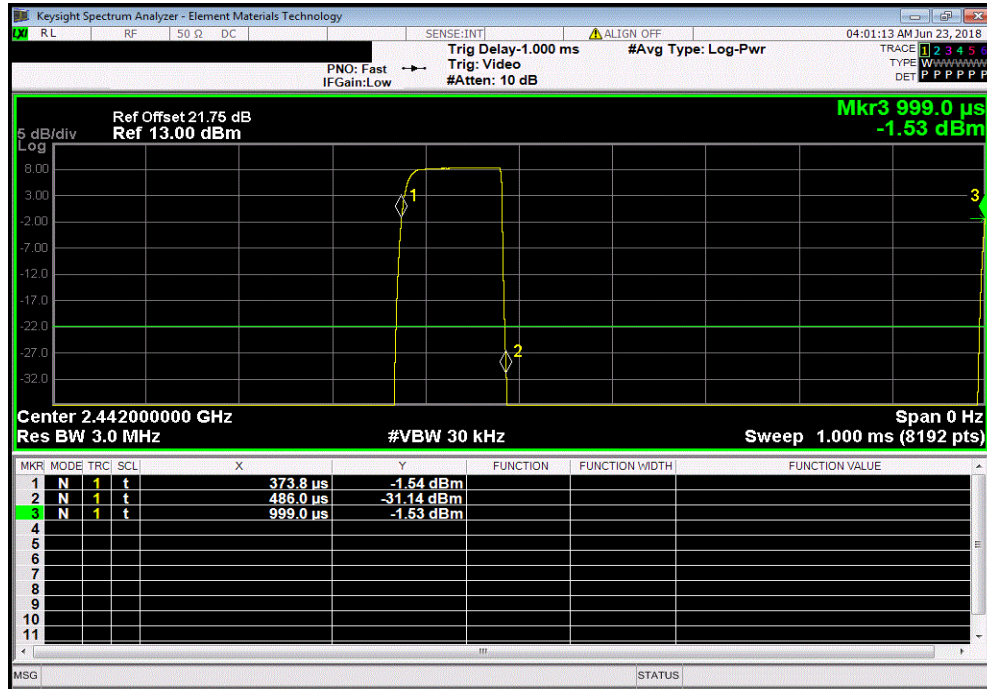 Keysight Spectrum Analyzer - Element Materials Technology
LXI RL RF 50 Ω DC SENSE:INT ALIGN OFF 04:01:13 AM Jun 23, 2018
Trig Delay-1.000 ms #Avg Type: Log-Pwr TRACE 1 2 3 4 5 6
PNO: Fast Trig: Video TYPE WWWWWW
IFGain:Low #Atten: 10 dB DET P P P P P P
Mkr3 999.0 µs
-1.53 dBm
Ref Offset 21.75 dB
5 dB/div Ref 13.00 dBm
Log
8.00
3.00
-2.00
-7.00
-12.0
-17.0
-22.0
-27.0
-32.0
1
2
3
Center 2.442000000 GHz Span 0 Hz
Res BW 3.0 MHz #VBW 30 kHz Sweep 1.000 ms (8192 pts)
MKR MODE TRC SCL X Y FUNCTION FUNCTION WIDTH FUNCTION VALUE
1 N 1 t 373.8 µs -1.54 dBm
2 N 1 t 486.0 µs -31.14 dBm
3 N 1 t 999.0 µs -1.53 dBm
4
5
6
7
8
9
10
11
MSG STATUS